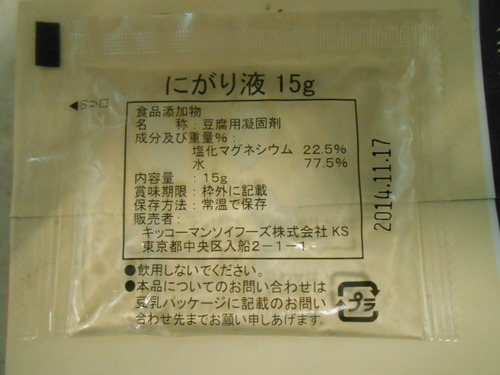 にがり液 15g
食品添加物
名　　称：豆腐用凝固剤
成分及び重量%：
塩化マグネシウム 22.5%
水 77.5%
内容量　：15g
賞味期限：枠外に記載
保存方法：常温で保存
販売者：
キッコーマンソイフーズ株式会社 KS
東京都中央区入船2－1－1
●飲用しないでください。
●本品についてのお問い合わせは
豆乳パッケージに記載のお問い
合わせ先までお願い申しあげます。
プラ
2014.11.17